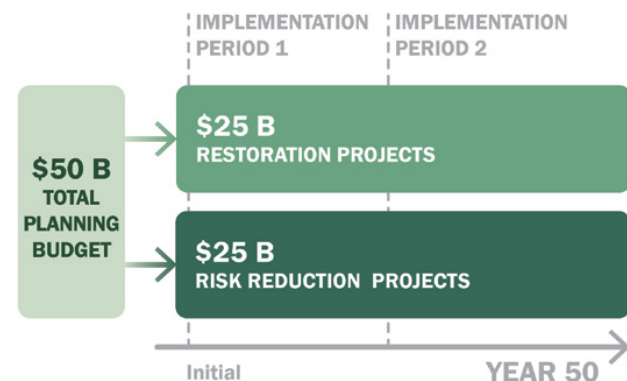 IMPLEMENTATION
PERIOD 1
IMPLEMENTATION
PERIOD 2
$50 B
TOTAL
PLANNING
BUDGET
$25 B
RESTORATION PROJECTS
$25 B
RISK REDUCTION PROJECTS
Initial
YEAR 50